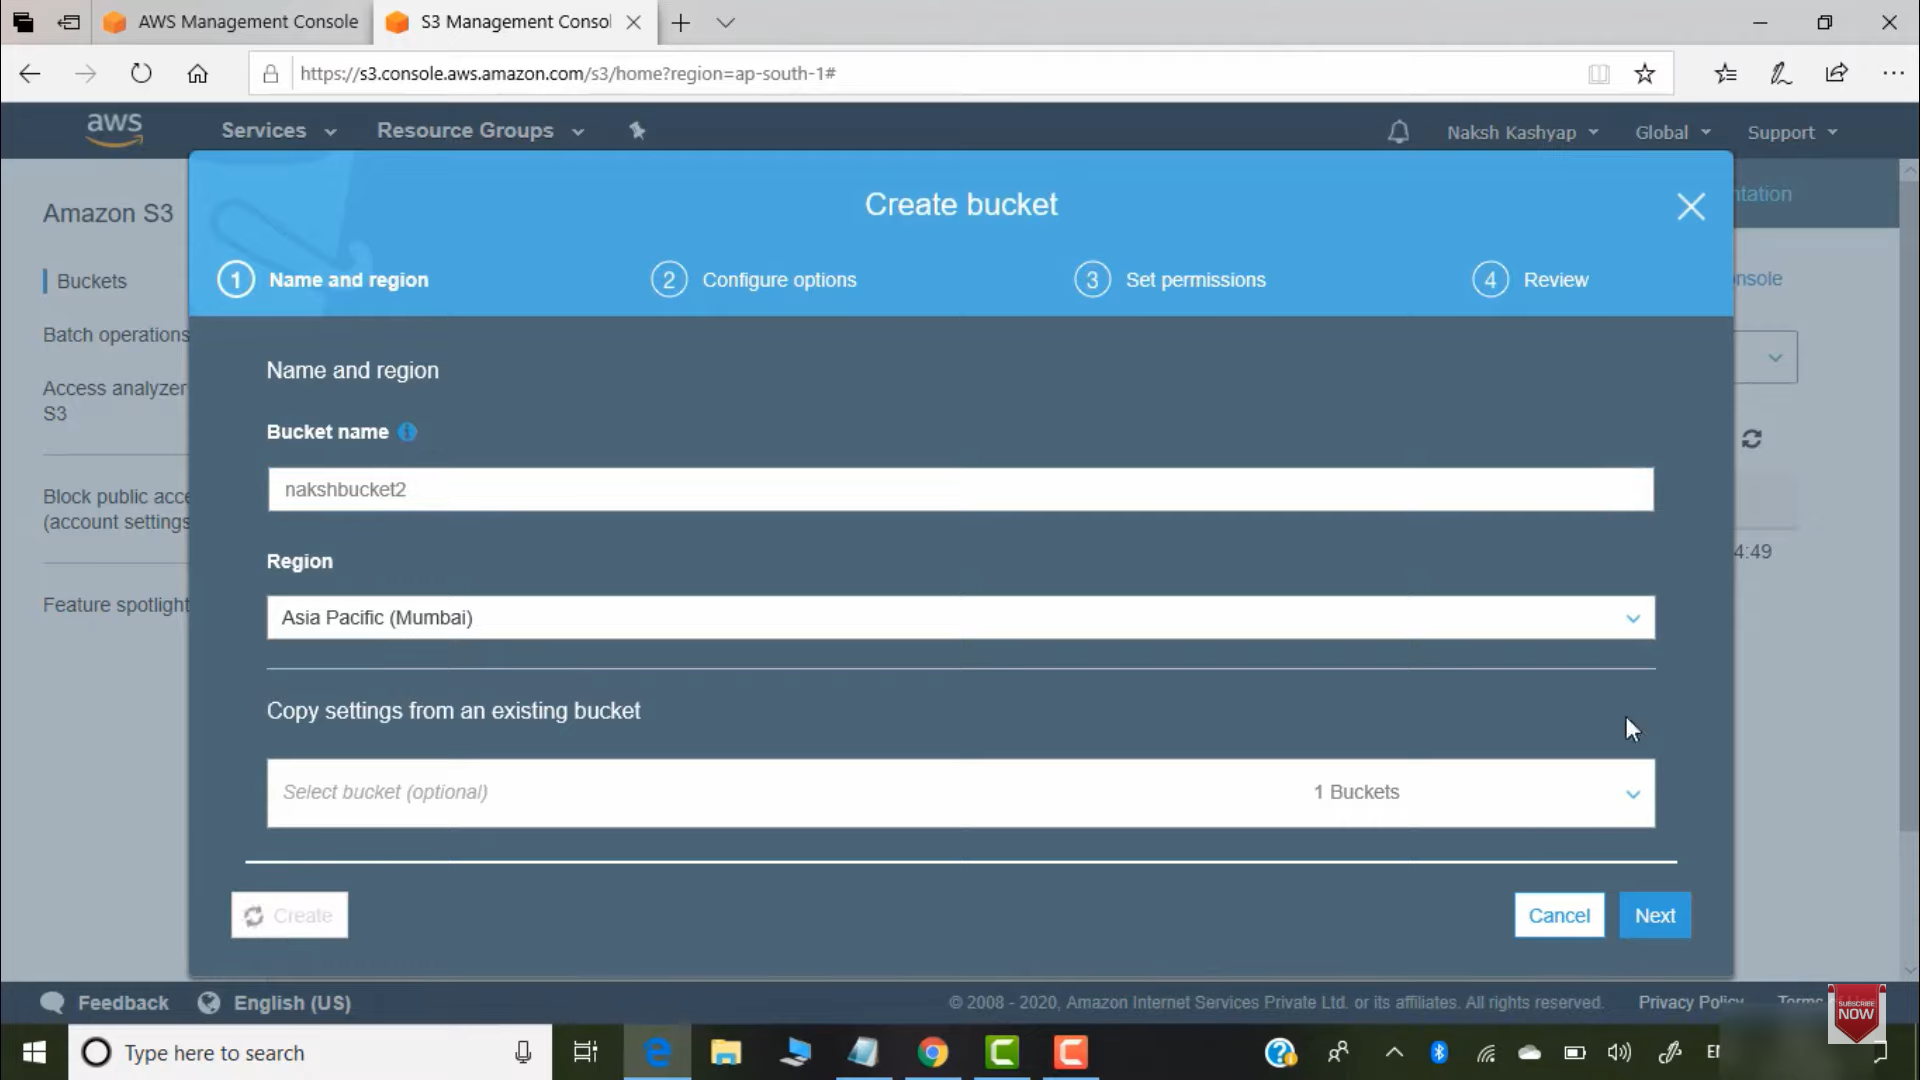 AWS Management Console
S3 Management Consol
https://s3.console.aws.amazon.com/s3/home?region=ap-south-1#
aws
Services
Resource Groups
Naksh Kashyap
Global
Support
Create bucket
ntation
Amazon S3
1 Name and region
2 Configure options
3 Set permissions
4 Review
nsole
Buckets
Batch operations
Access analyzer
S3
Block public acce
(account settings
Feature spotlight
Name and region
Bucket name
nakshbucket2
Region
4:49
Asia Pacific (Mumbai)
Copy settings from an existing bucket
Select bucket (optional)
1 Buckets
Create
Cancel
Next
Feedback
English (US)
© 2008 - 2020, Amazon Internet Services Private Ltd. or its affiliates. All rights reserved.
Privacy Policy
SUBSCRIBE
NOW
Type here to search